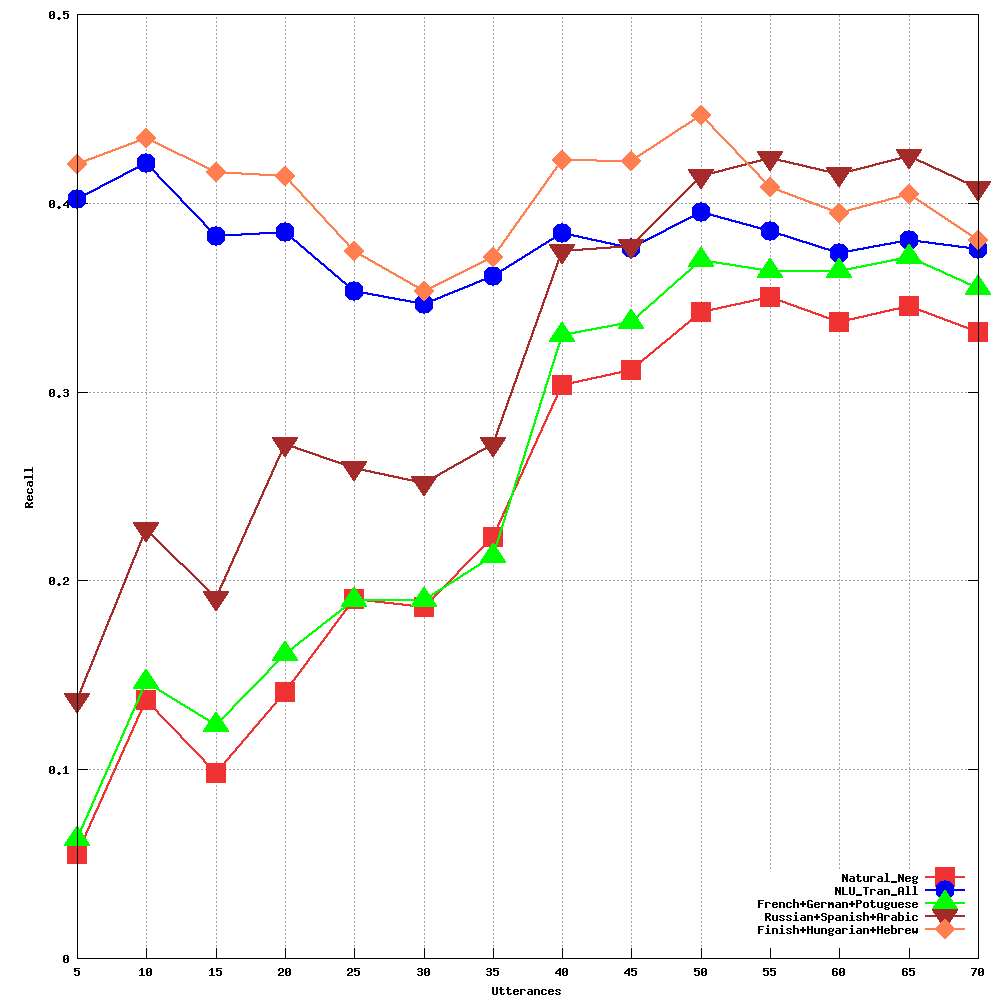 0.5
0.4
0.3
0.2
0.1
0
Recall
5 10 15 20 25 30 35 40 45 50 55 60 65 70
Utterances
Natural_Neg
NLU_Tran_All
French+German+Potuguese
Russian+Spanish+Arabic
Finish+Hungarian+Hebrew